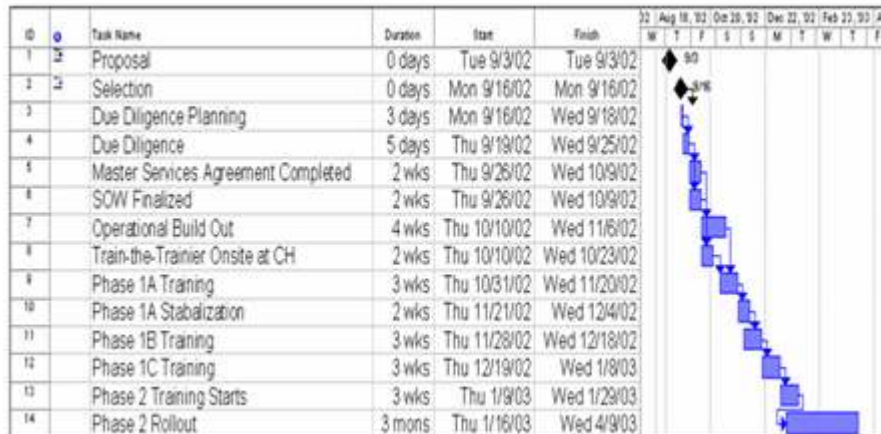 02 Aug 18, '02 Oct 20, '02 Dec 22, '02 Feb 23, '03 A
ID Task Name Duration Start Finish W T F S S M T W T F
1 Proposal 0 days Tue 9/3/02 Tue 9/3/02 9/3
2 Selection 0 days Mon 9/16/02 Mon 9/16/02 9/16
3 Due Diligence Planning 3 days Mon 9/16/02 Wed 9/18/02
4 Due Diligence 5 days Thu 9/19/02 Wed 9/25/02
5 Master Services Agreement Completed 2 wks Thu 9/26/02 Wed 10/9/02
6 SOW Finalized 2 wks Thu 9/26/02 Wed 10/9/02
7 Operational Build Out 4 wks Thu 10/10/02 Wed 11/6/02
8 Train-the-Trainier Onsite at CH 2 wks Thu 10/10/02 Wed 10/23/02
9 Phase 1A Training 3 wks Thu 10/31/02 Wed 11/20/02
10 Phase 1A Stabalization 2 wks Thu 11/21/02 Wed 12/4/02
11 Phase 1B Training 3 wks Thu 11/28/02 Wed 12/18/02
12 Phase 1C Training 3 wks Thu 12/19/02 Wed 1/8/03
13 Phase 2 Training Starts 3 wks Thu 1/9/03 Wed 1/29/03
14 Phase 2 Rollout 3 mons Thu 1/16/03 Wed 4/9/03